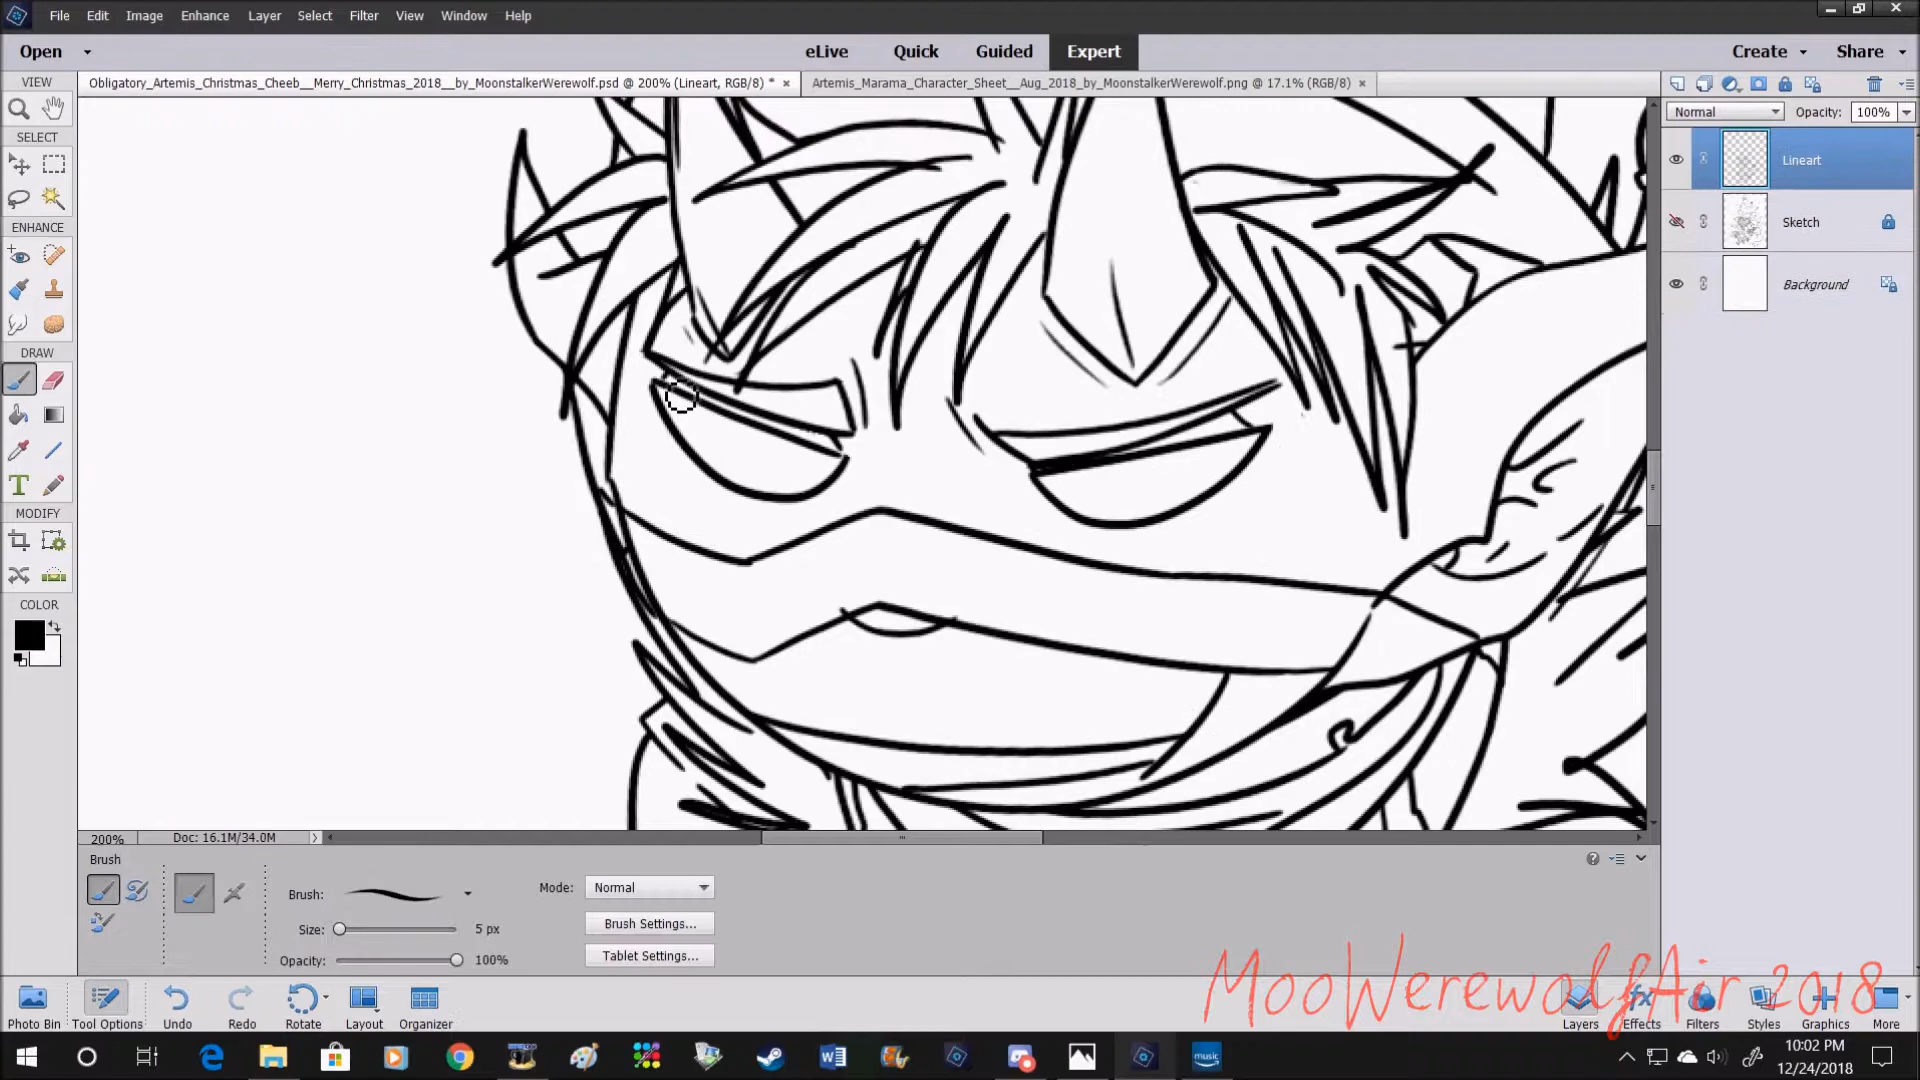 File Edit Image Enhance Layer Select Filter View Window Help
Open eLive Quick Guided Expert Create Share
VIEW
Obligatory_Artemis_Christmas_Cheeb__Merry_Christmas_2018__by_MoonstalkerWerewolf.psd @ 200% (Lineart, RGB/8) *
Artemis_Marama_Character_Sheet__Aug_2018_by_MoonstalkerWerewolf.png @ 17.1% (RGB/8)
Normal Opacity: 100%
SELECT
Lineart
Sketch
ENHANCE
Background
DRAW
MODIFY
COLOR
200% Doc: 16.1M/34.0M
Brush
Brush: Mode: Normal
Size: 5 px Brush Settings...
Opacity: 100% Tablet Settings...
MooWerewolfAir 2018
Photo Bin Tool Options Undo Redo Rotate Layout Organizer Layers Effects Filters Styles Graphics More
music
10:02 PM
12/24/2018